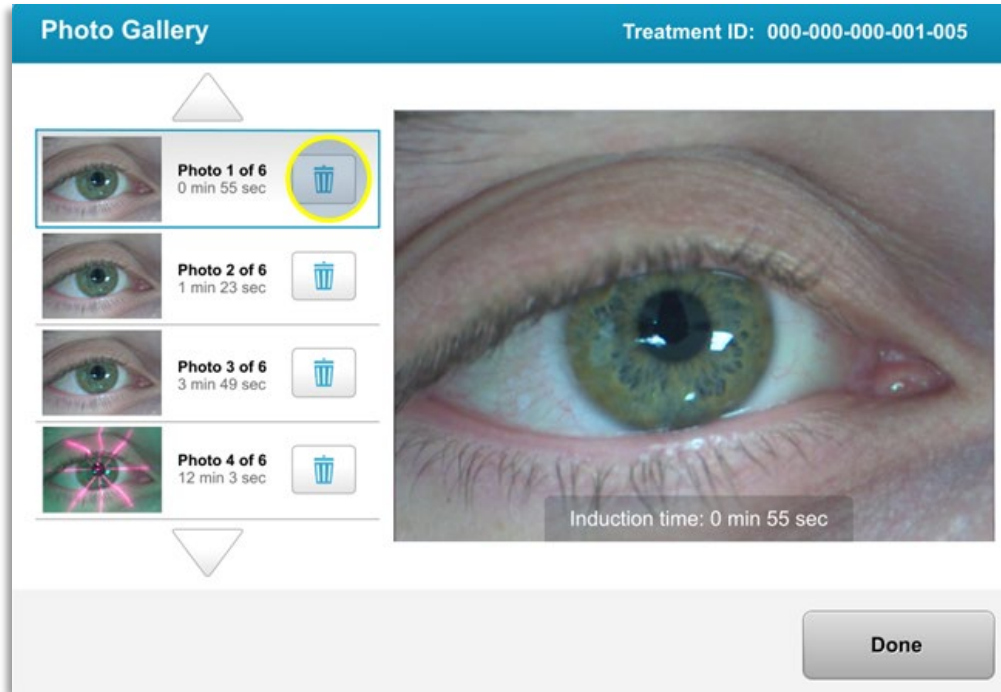 Photo Gallery
Treatment ID: 000-000-000-001-005
Photo 1 of 6
0 min 55 sec
Photo 2 of 6
1 min 23 sec
Photo 3 of 6
3 min 49 sec
Photo 4 of 6
12 min 3 sec
Induction time: 0 min 55 sec
Done